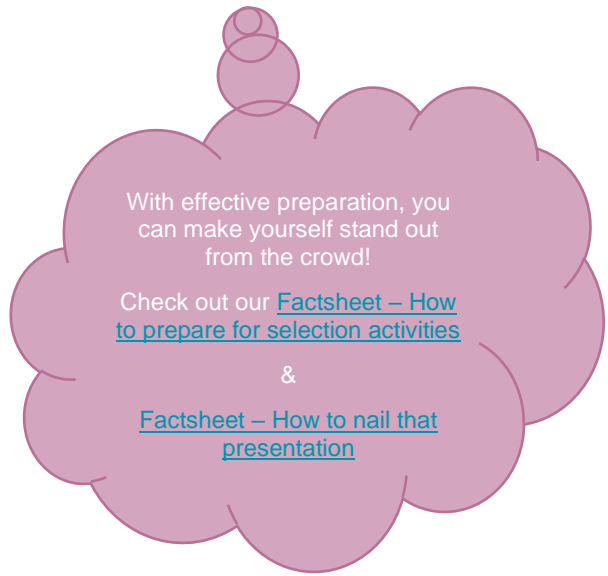 With effective preparation, you
can make yourself stand out
from the crowd!
Check out our Factsheet – How
to prepare for selection activities
&
Factsheet – How to nail that
presentation